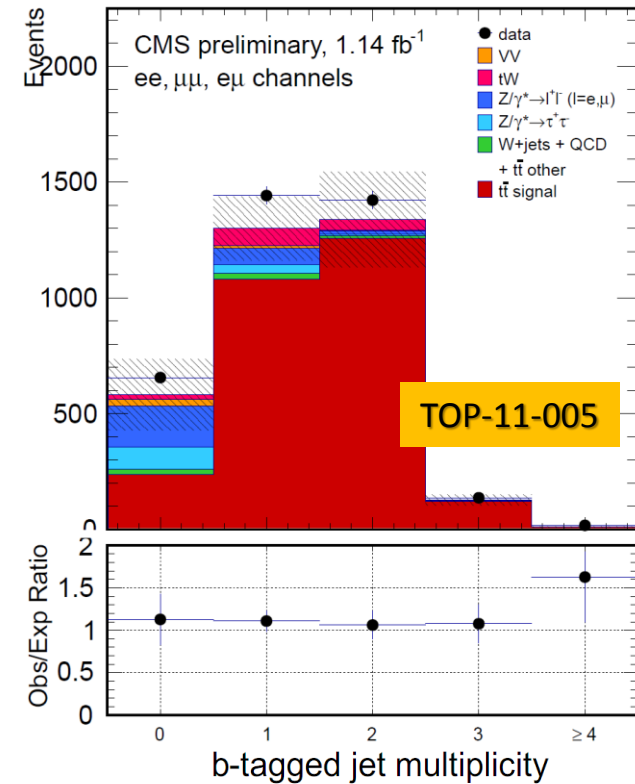 Events
2000
1500
1000
500
0
CMS preliminary, 1.14 fb⁻¹
ee, μμ, eμ channels
data
VV
tW
Z/γ*→l⁺l⁻ (l=e,μ)
Z/γ*→τ⁺τ⁻
W+jets + QCD
+ tt̄ other
tt̄ signal
TOP-11-005
Obs/Exp Ratio
2
1.5
1
0.5
0
0 1 2 3 ≥ 4
b-tagged jet multiplicity